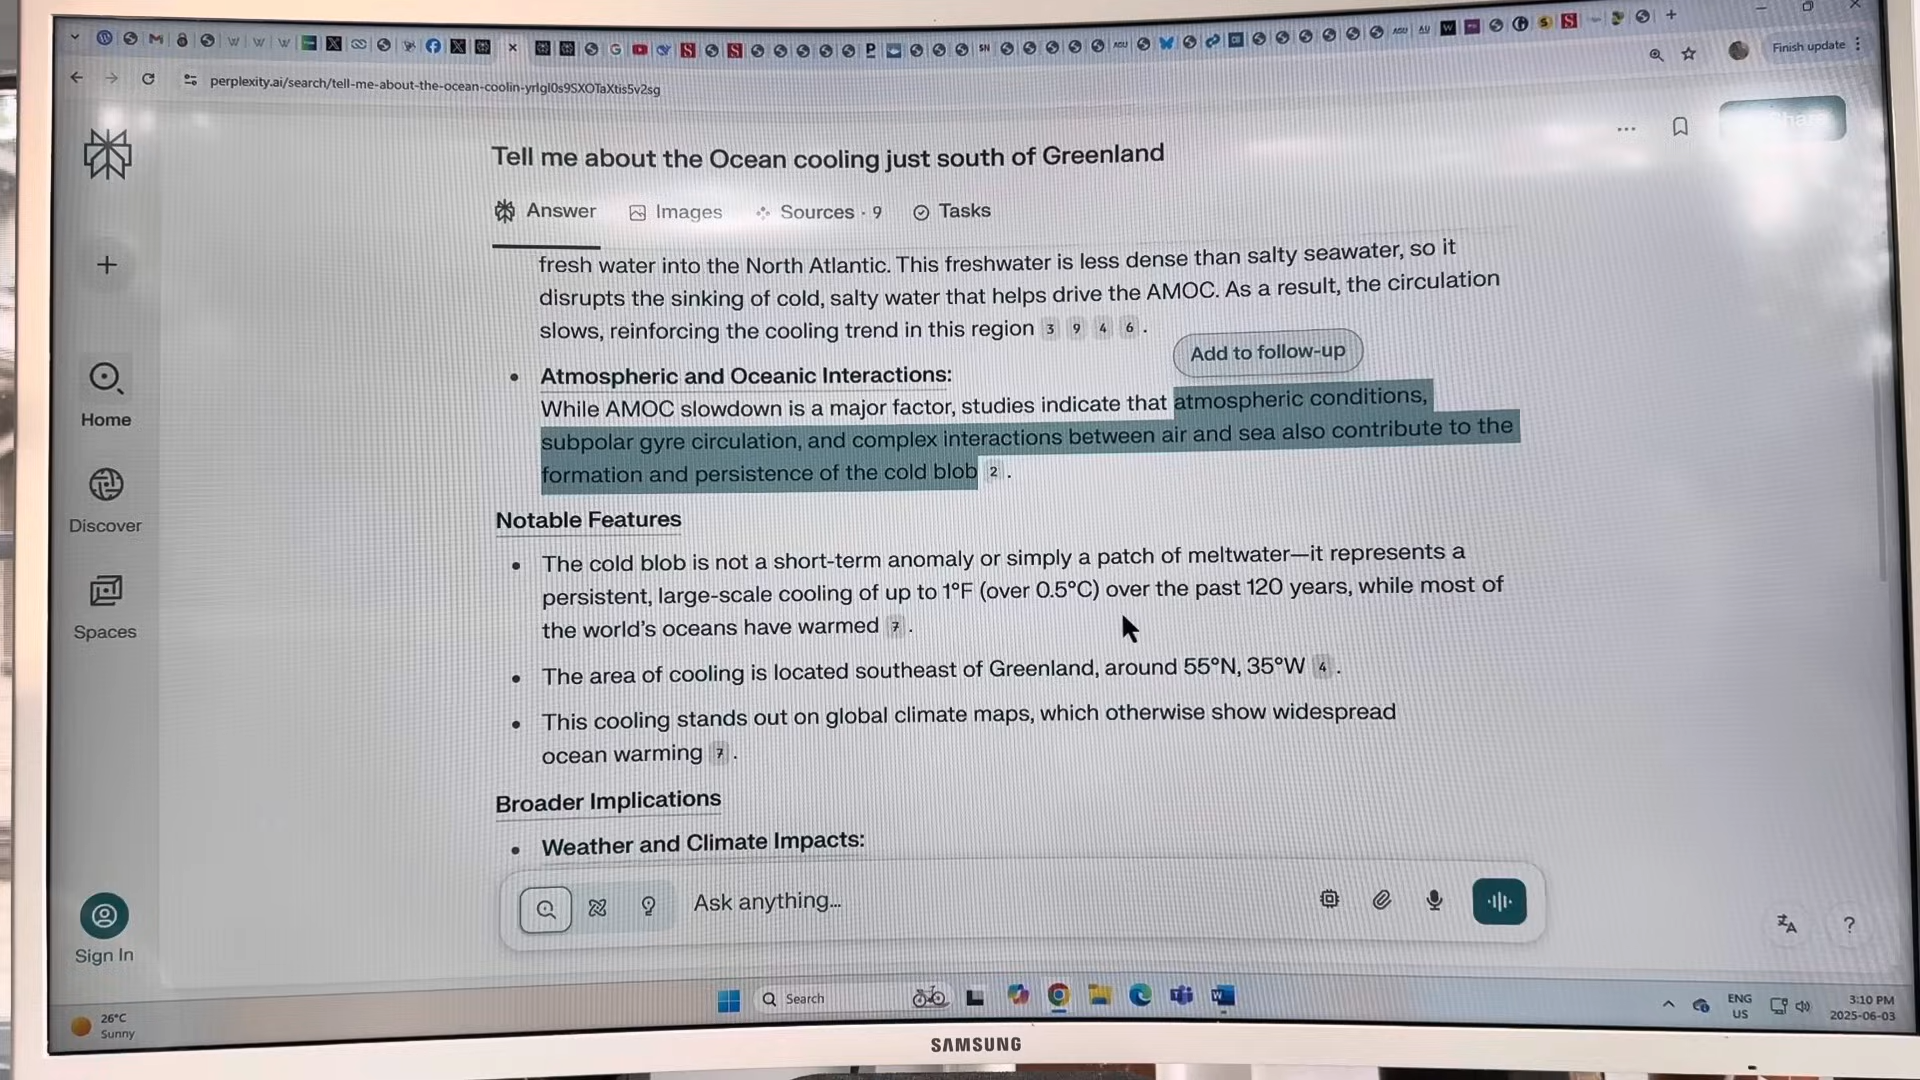 Finish update
perplexity.ai/search/tell-me-about-the-ocean-coolin-yrlgl0s9SXOTaXtis5v2sg
Share
Tell me about the Ocean cooling just south of Greenland
Answer Images Sources · 9 Tasks
fresh water into the North Atlantic. This freshwater is less dense than salty seawater, so it
disrupts the sinking of cold, salty water that helps drive the AMOC. As a result, the circulation
slows, reinforcing the cooling trend in this region 3 9 4 6 .
Add to follow-up
• Atmospheric and Oceanic Interactions:
While AMOC slowdown is a major factor, studies indicate that atmospheric conditions,
subpolar gyre circulation, and complex interactions between air and sea also contribute to the
formation and persistence of the cold blob 2 .
Notable Features
• The cold blob is not a short-term anomaly or simply a patch of meltwater—it represents a
persistent, large-scale cooling of up to 1°F (over 0.5°C) over the past 120 years, while most of
the world's oceans have warmed 7 .
• The area of cooling is located southeast of Greenland, around 55°N, 35°W 4 .
• This cooling stands out on global climate maps, which otherwise show widespread
ocean warming 7 .
Broader Implications
• Weather and Climate Impacts:
Ask anything...
Home
Discover
Spaces
Sign In
26°C
Sunny
Search
ENG
US
3:10 PM
2025-06-03
SAMSUNG